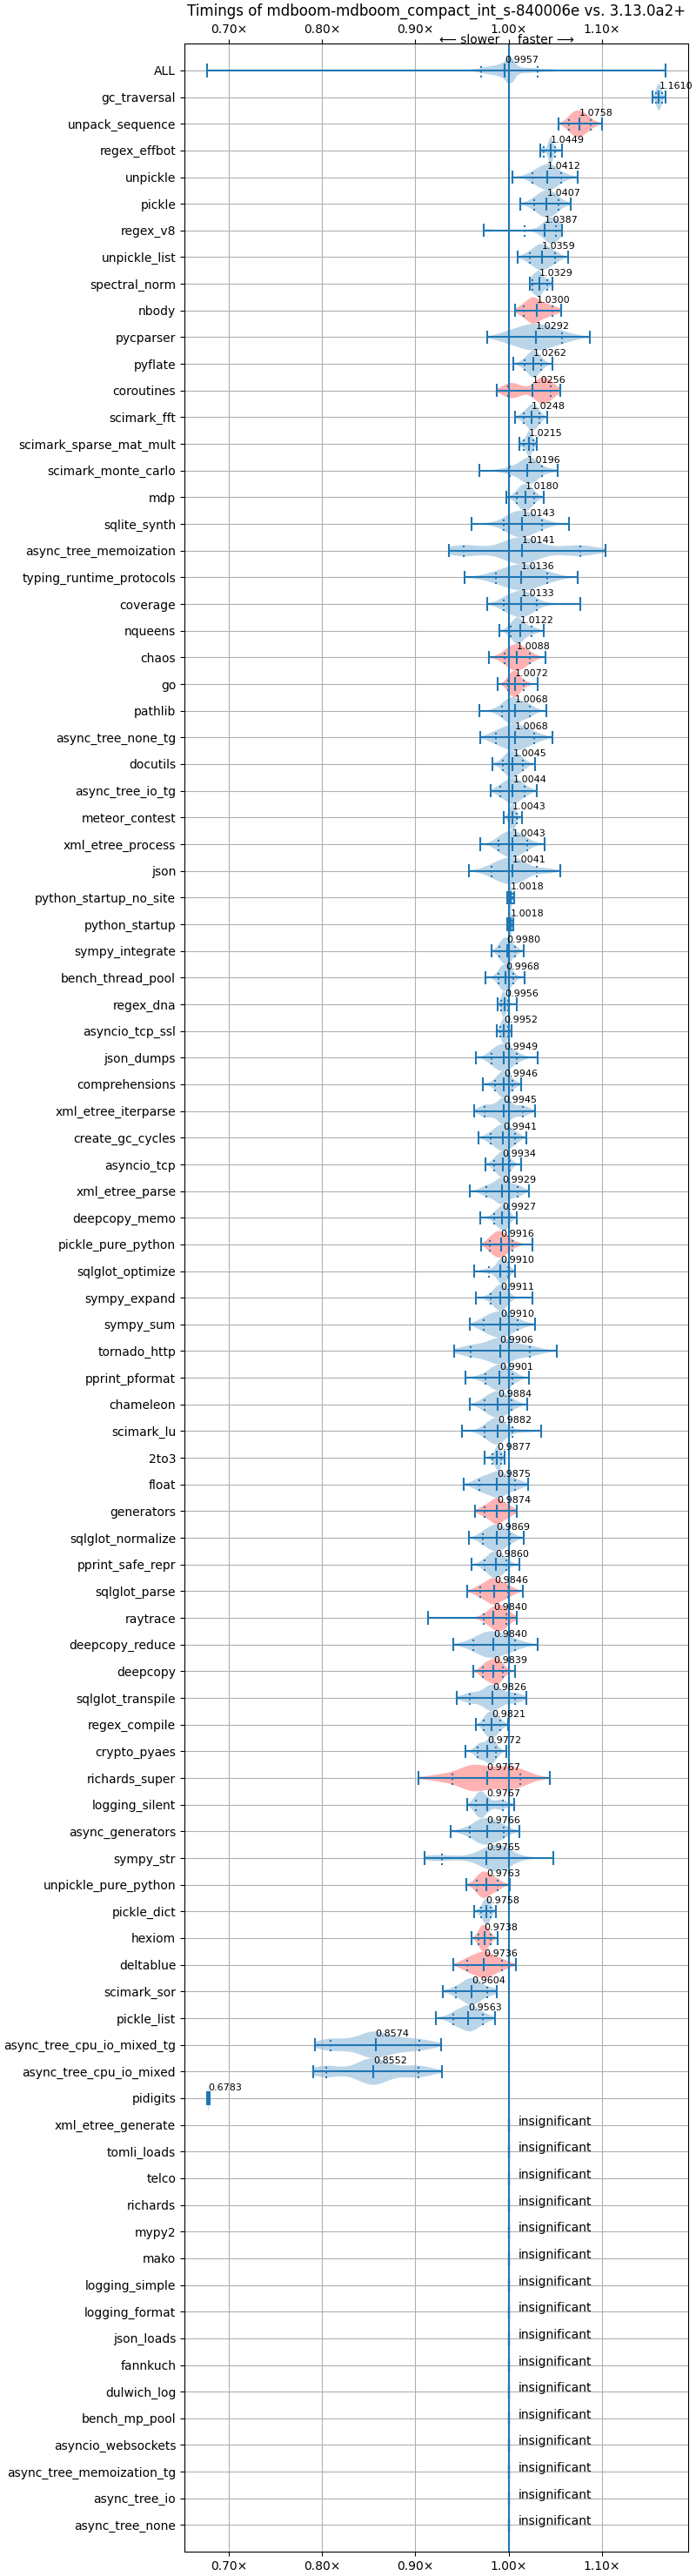 Timings of mdboom-mdboom_compact_int_s-840006e vs. 3.13.0a2+
0.70× 0.80× 0.90× 1.00× 1.10×
⟵ slower faster ⟶
ALL 0.9957
gc_traversal 1.1610
unpack_sequence 1.0758
regex_effbot 1.0449
unpickle 1.0412
pickle 1.0407
regex_v8 1.0387
unpickle_list 1.0359
spectral_norm 1.0329
nbody 1.0300
pycparser 1.0292
pyflate 1.0262
coroutines 1.0256
scimark_fft 1.0248
scimark_sparse_mat_mult 1.0215
scimark_monte_carlo 1.0196
mdp 1.0180
sqlite_synth 1.0143
async_tree_memoization 1.0141
typing_runtime_protocols 1.0136
coverage 1.0133
nqueens 1.0122
chaos 1.0088
go 1.0072
pathlib 1.0068
async_tree_none_tg 1.0068
docutils 1.0045
async_tree_io_tg 1.0044
meteor_contest 1.0043
xml_etree_process 1.0043
json 1.0041
python_startup_no_site 1.0018
python_startup 1.0018
sympy_integrate 0.9980
bench_thread_pool 0.9968
regex_dna 0.9956
asyncio_tcp_ssl 0.9952
json_dumps 0.9949
comprehensions 0.9946
xml_etree_iterparse 0.9945
create_gc_cycles 0.9941
asyncio_tcp 0.9934
xml_etree_parse 0.9929
deepcopy_memo 0.9927
pickle_pure_python 0.9916
sqlglot_optimize 0.9910
sympy_expand 0.9911
sympy_sum 0.9910
tornado_http 0.9906
pprint_pformat 0.9901
chameleon 0.9884
scimark_lu 0.9882
2to3 0.9877
float 0.9875
generators 0.9874
sqlglot_normalize 0.9869
pprint_safe_repr 0.9860
sqlglot_parse 0.9846
raytrace 0.9840
deepcopy_reduce 0.9840
deepcopy 0.9839
sqlglot_transpile 0.9826
regex_compile 0.9821
crypto_pyaes 0.9772
richards_super 0.9767
logging_silent 0.9767
async_generators 0.9766
sympy_str 0.9765
unpickle_pure_python 0.9763
pickle_dict 0.9758
hexiom 0.9738
deltablue 0.9736
scimark_sor 0.9604
pickle_list 0.9563
async_tree_cpu_io_mixed_tg 0.8574
async_tree_cpu_io_mixed 0.8552
pidigits 0.6783
xml_etree_generate insignificant
tomli_loads insignificant
telco insignificant
richards insignificant
mypy2 insignificant
mako insignificant
logging_simple insignificant
logging_format insignificant
json_loads insignificant
fannkuch insignificant
dulwich_log insignificant
bench_mp_pool insignificant
asyncio_websockets insignificant
async_tree_memoization_tg insignificant
async_tree_io insignificant
async_tree_none insignificant
0.70× 0.80× 0.90× 1.00× 1.10×